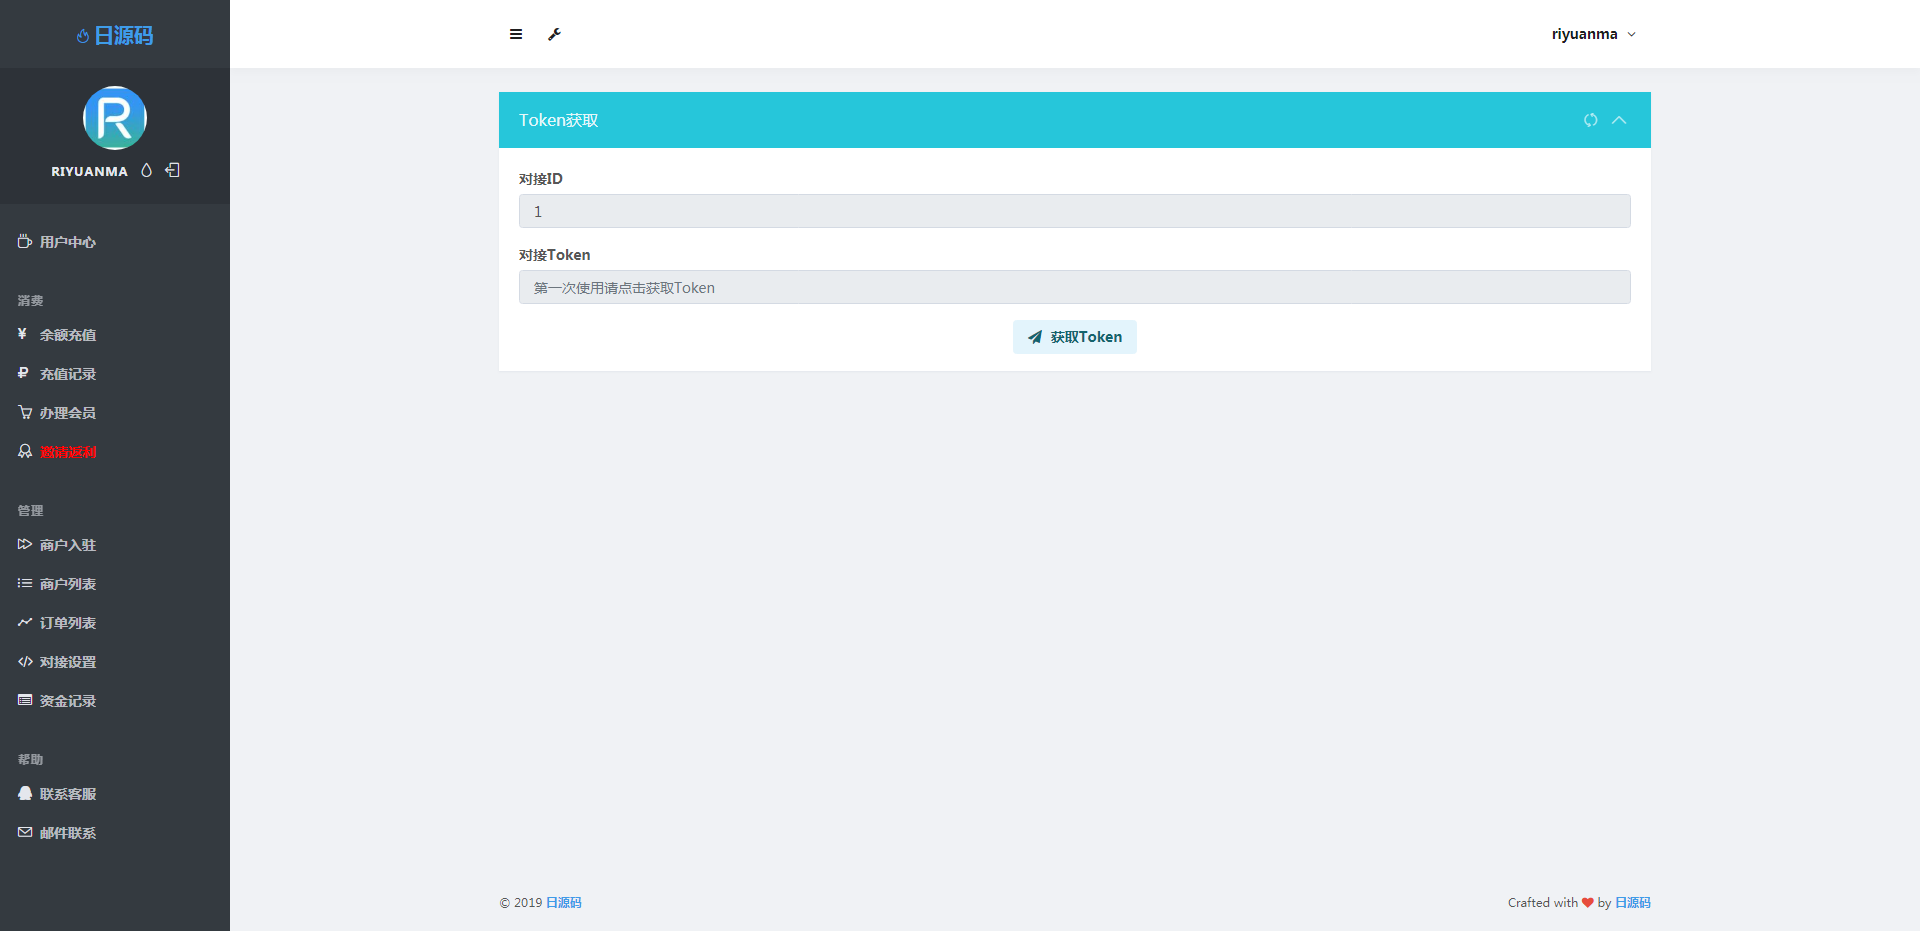 日源码
R
RIYUANMA
用户中心
消费
¥ 余额充值
₽ 充值记录
办理会员
邀请返利
管理
商户入驻
商户列表
订单列表
</> 对接设置
资金记录
帮助
联系客服
邮件联系
riyuanma
Token获取
对接ID
1
对接Token
第一次使用请点击获取Token
获取Token
© 2019 日源码
Crafted with ❤ by 日源码